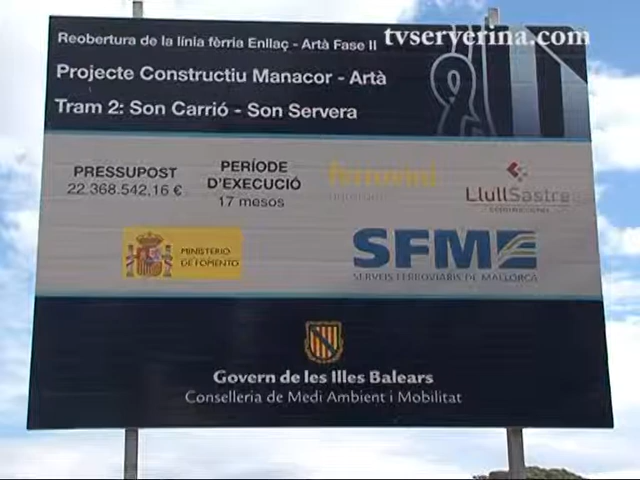 Reobertura de la línia fèrria Enllaç - Artà Fase II
tvserverina.com
Projecte Constructiu Manacor - Artà
Tram 2: Son Carrió - Son Servera
PRESSUPOST
22.368.542,16 €
PERÍODE
D'EXECUCIÓ
17 mesos
ferrovial
LlullSastre
MINISTERIO
DE FOMENTO
SFM
SERVEIS FERROVIARIS DE MALLORCA
Govern de les Illes Balears
Conselleria de Medi Ambient i Mobilitat